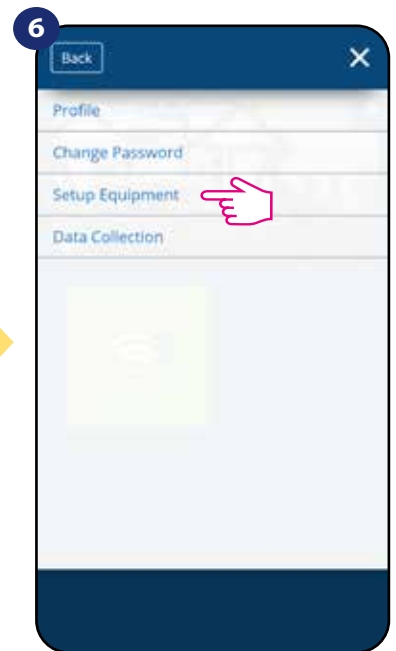 6
Back
Profile
Change Password
Setup Equipment
Data Collection